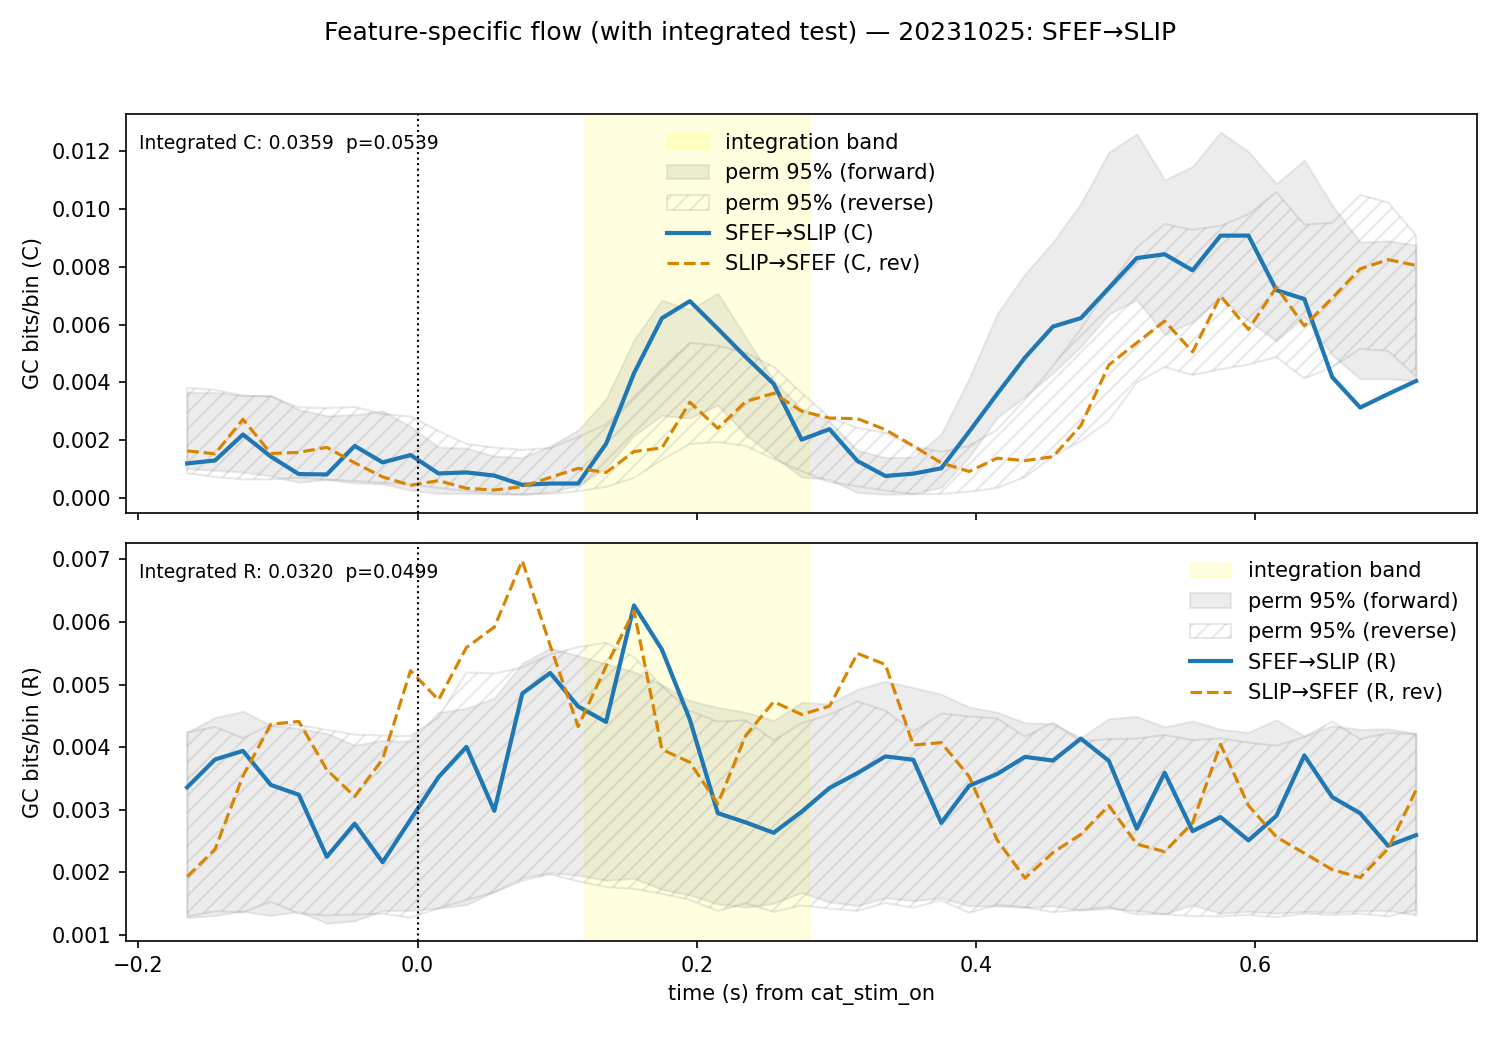 Feature-specific flow (with integrated test) — 20231025: SFEF→SLIP
Integrated C: 0.0359  p=0.0539
integration band
perm 95% (forward)
perm 95% (reverse)
SFEF→SLIP (C)
SLIP→SFEF (C, rev)
GC bits/bin (C)
0.012
0.010
0.008
0.006
0.004
0.002
0.000
Integrated R: 0.0320  p=0.0499
integration band
perm 95% (forward)
perm 95% (reverse)
SFEF→SLIP (R)
SLIP→SFEF (R, rev)
GC bits/bin (R)
0.007
0.006
0.005
0.004
0.003
0.002
0.001
−0.2
0.0
0.2
0.4
0.6
time (s) from cat_stim_on